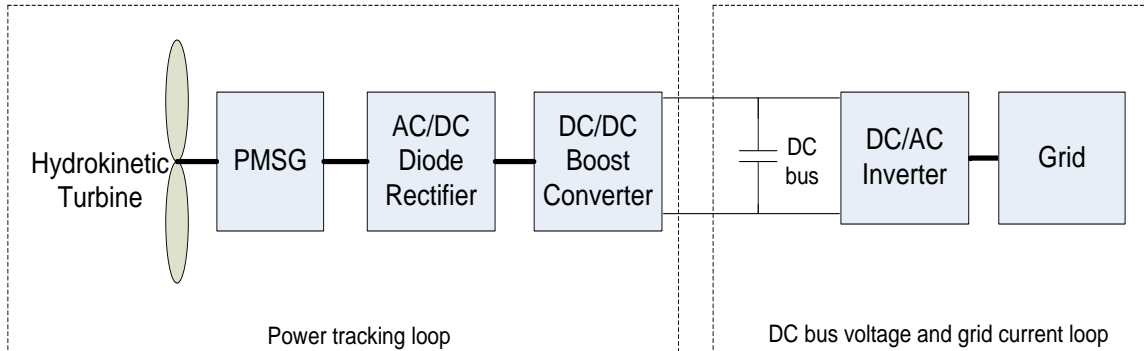 Hydrokinetic
Turbine
PMSG
AC/DC
Diode
Rectifier
DC/DC
Boost
Converter
DC
bus
DC/AC
Inverter
Grid
Power tracking loop
DC bus voltage and grid current loop